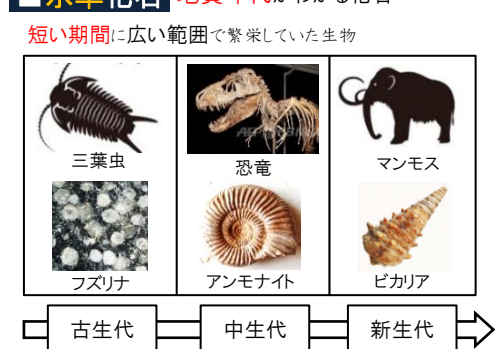 短い期間に広い範囲で繁栄していた生物
三葉虫
恐竜
マンモス
フズリナ
アンモナイト
ビカリア
古生代
中生代
新生代